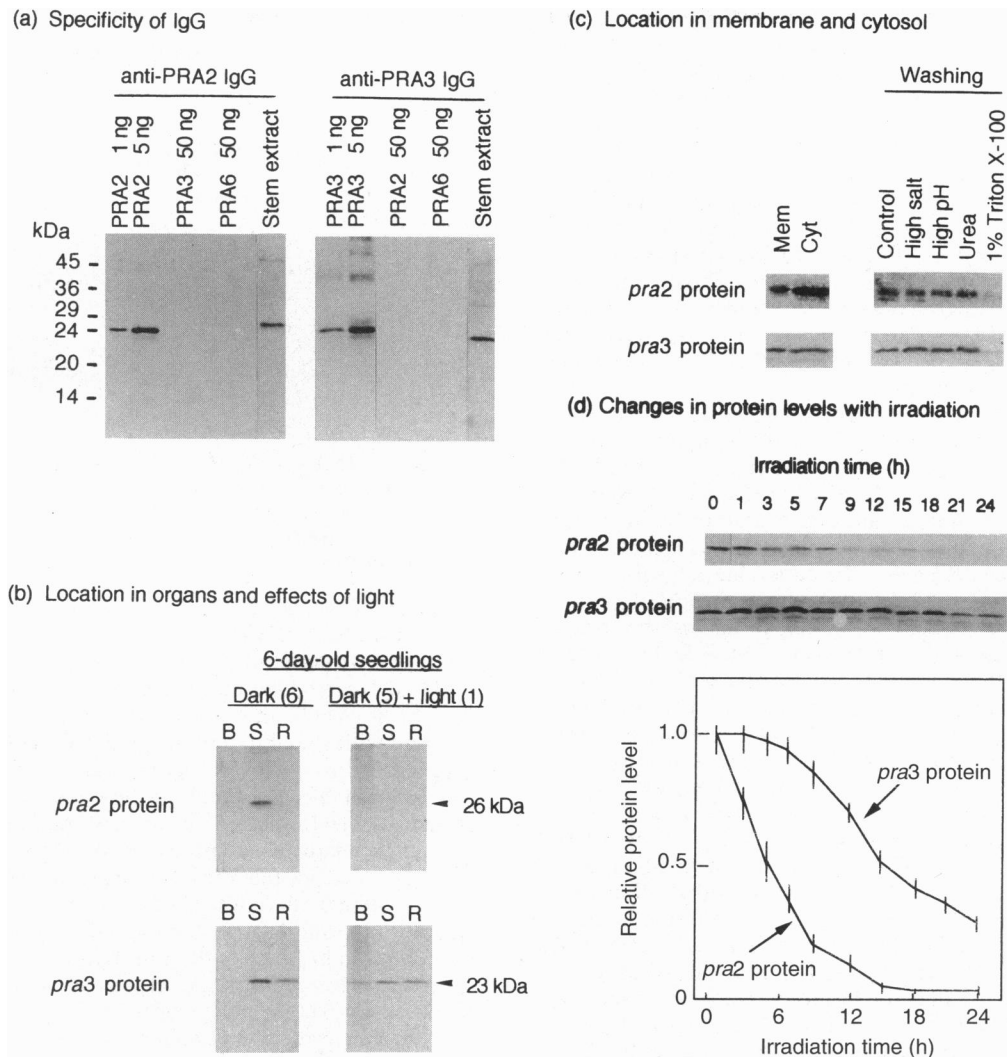 (a) Specificity of IgG
anti-PRA2 IgG
anti-PRA3 IgG
PRA2 1 ng
PRA2 5 ng
PRA3 50 ng
PRA6 50 ng
Stem extract
PRA3 1 ng
PRA3 5 ng
PRA2 50 ng
PRA6 50 ng
Stem extract
kDa
45
36
29
24
20
14
(b) Location in organs and effects of light
6-day-old seedlings
Dark (6)
Dark (5) + light (1)
B S R
B S R
pra2 protein
26 kDa
B S R
B S R
pra3 protein
23 kDa
(c) Location in membrane and cytosol
Washing
Mem
Cyt
Control
High salt
High pH
Urea
1% Triton X-100
pra2 protein
pra3 protein
(d) Changes in protein levels with irradiation
Irradiation time (h)
0 1 3 5 7 9 12 15 18 21 24
pra2 protein
pra3 protein
Relative protein level
1.0
0.5
0
pra3 protein
pra2 protein
0 6 12 18 24
Irradiation time (h)